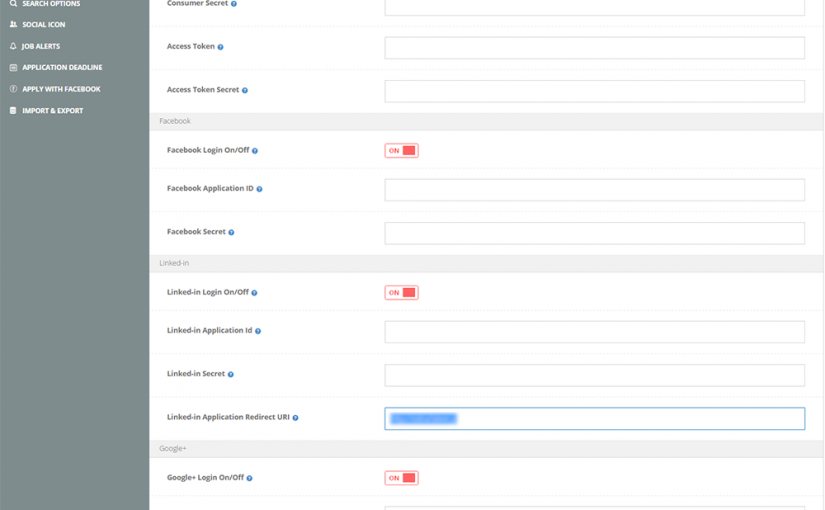 SEARCH OPTIONS
SOCIAL ICON
JOB ALERTS
APPLICATION DEADLINE
APPLY WITH FACEBOOK
IMPORT & EXPORT
Consumer Secret
Access Token
Access Token Secret
Facebook
Facebook Login On/Off
ON
Facebook Application ID
Facebook Secret
Linked-in
Linked-in Login On/Off
ON
Linked-in Application Id
Linked-in Secret
Linked-in Application Redirect URI
Google+
Google+ Login On/Off
ON